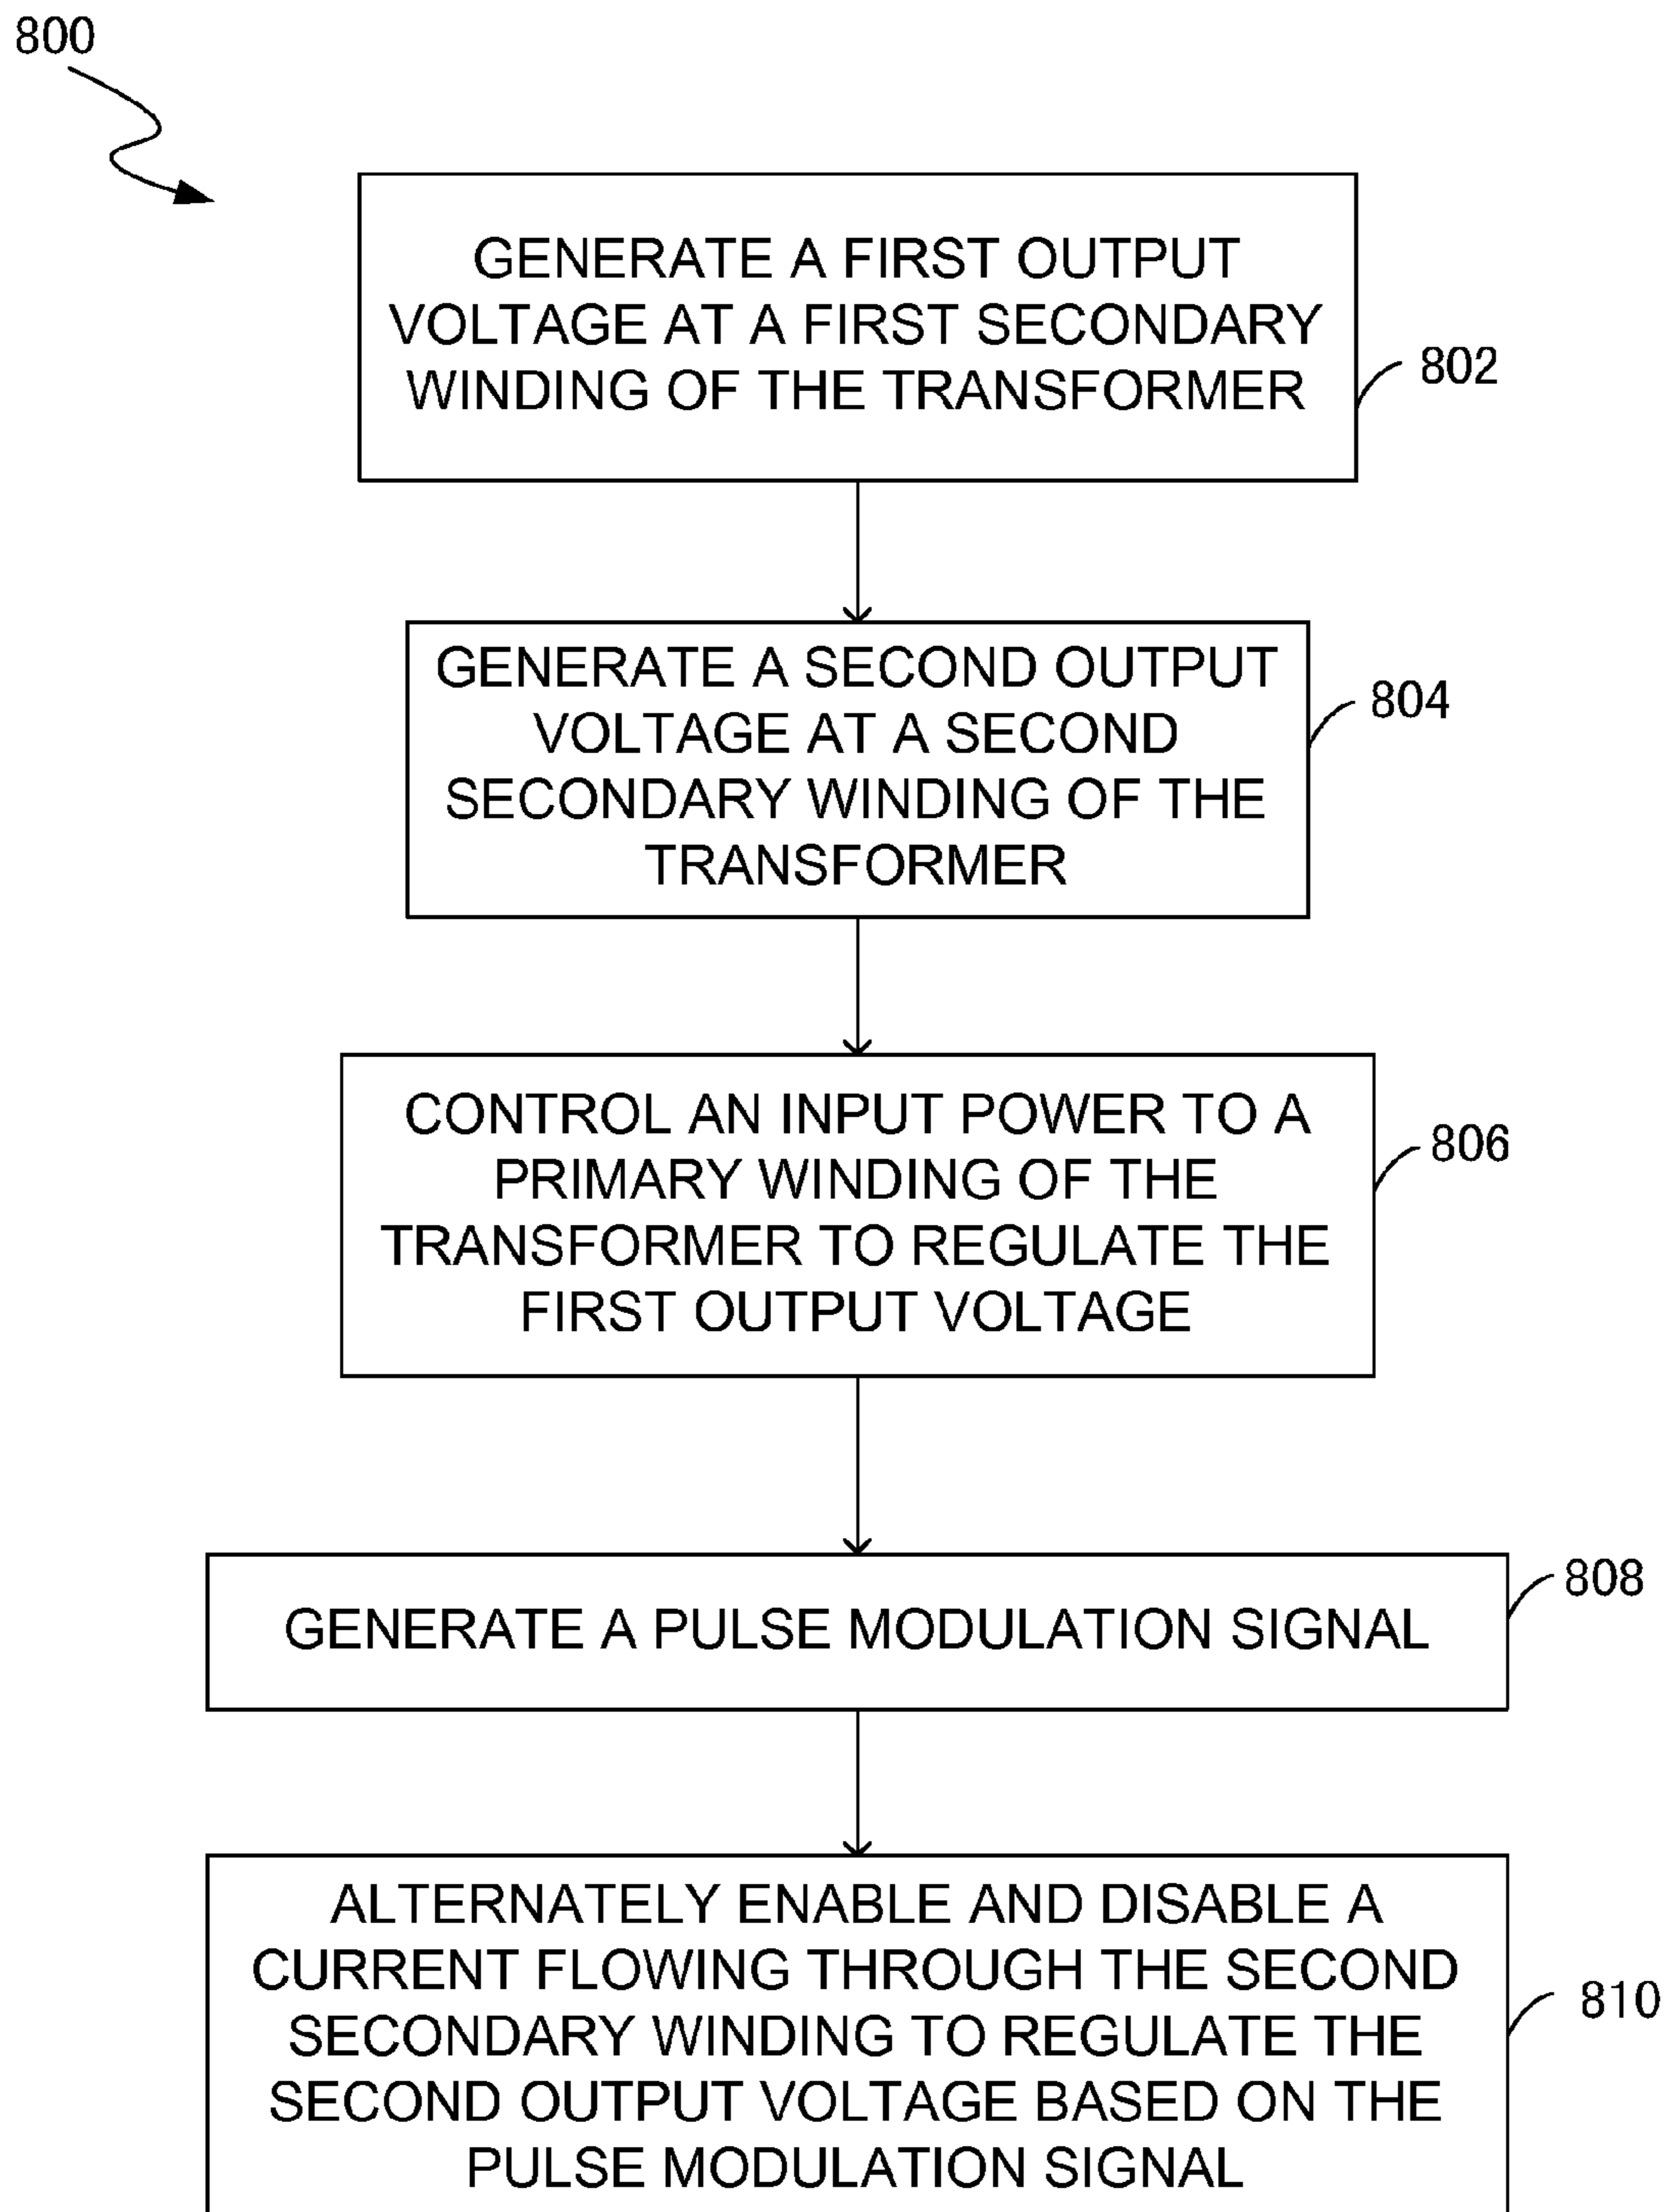 800
GENERATE A FIRST OUTPUT
VOLTAGE AT A FIRST SECONDARY
WINDING OF THE TRANSFORMER
802
GENERATE A SECOND OUTPUT
VOLTAGE AT A SECOND
SECONDARY WINDING OF THE
TRANSFORMER
804
CONTROL AN INPUT POWER TO A
PRIMARY WINDING OF THE
TRANSFORMER TO REGULATE THE
FIRST OUTPUT VOLTAGE
806
GENERATE A PULSE MODULATION SIGNAL
808
ALTERNATELY ENABLE AND DISABLE A
CURRENT FLOWING THROUGH THE SECOND
SECONDARY WINDING TO REGULATE THE
SECOND OUTPUT VOLTAGE BASED ON THE
PULSE MODULATION SIGNAL
810